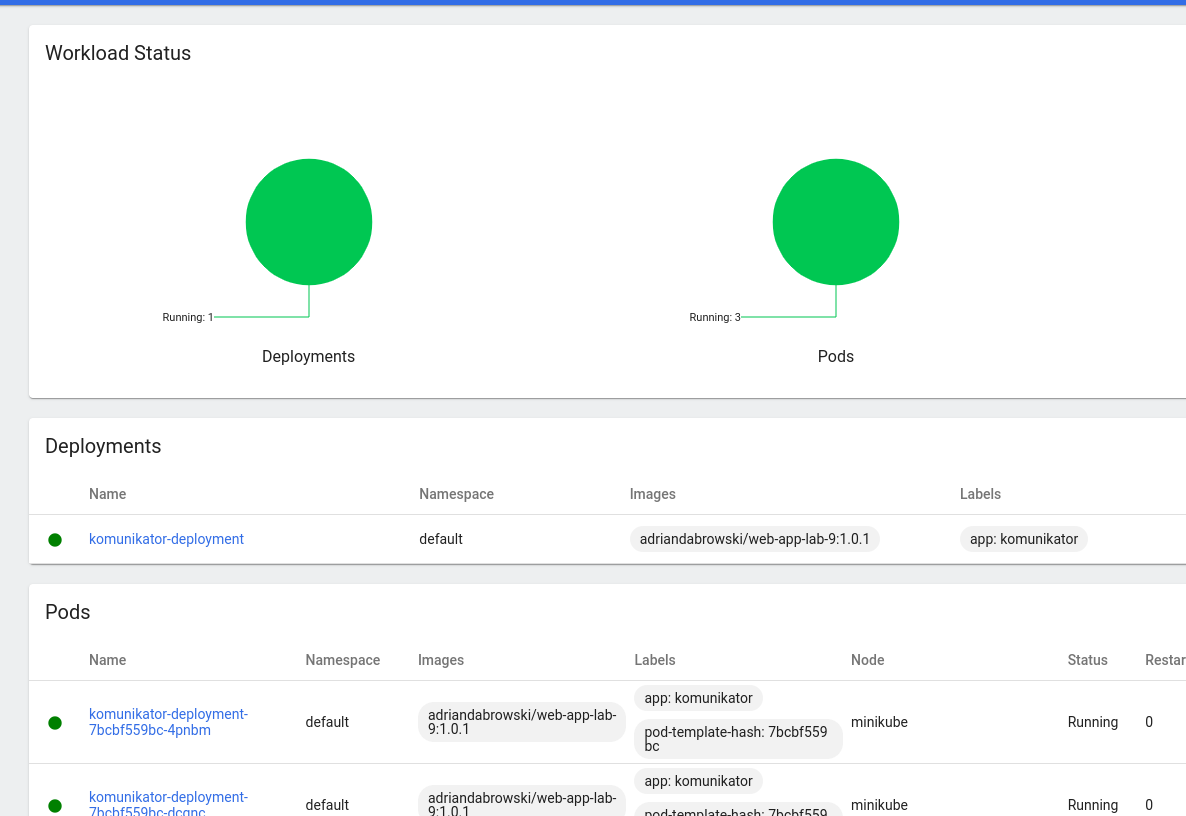 Workload Status
Running: 1
Running: 3
Deployments
Pods
Deployments
Name Namespace Images Labels
komunikator-deployment default adriandabrowski/web-app-lab-9:1.0.1 app: komunikator
Pods
Name Namespace Images Labels Node Status Restar
app: komunikator
komunikator-deployment-
7bcbf559bc-4pnbm
default
adriandabrowski/web-app-lab-
9:1.0.1
pod-template-hash: 7bcbf559
bc
minikube
Running
0
app: komunikator
komunikator-deployment-
7bcbf559bc-dcgnc
default
adriandabrowski/web-app-lab-
9:1.0.1
pod-template-hash: 7bcbf559
minikube
Running
0